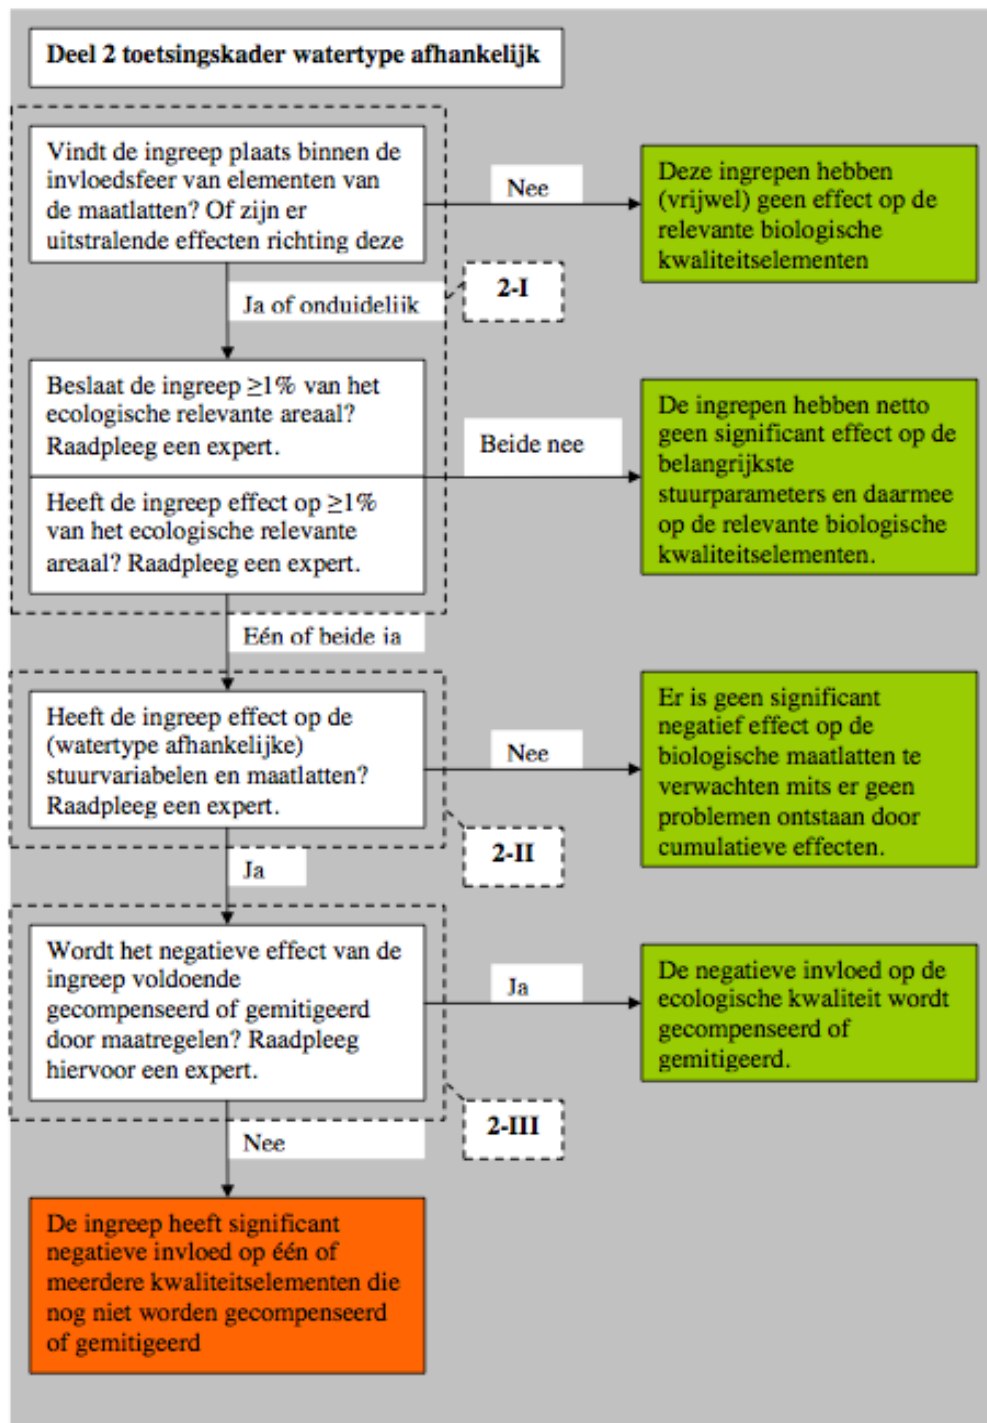 Deel 2 toetsingskader watertype afhankelijk
Vindt de ingreep plaats binnen de
invloedsfeer van elementen van
de maatlatten? Of zijn er
uitstralende effecten richting deze
Nee
Deze ingrepen hebben
(vrijwel) geen effect op de
relevante biologische
kwaliteitselementen
Ja of onduidelijk
2-I
Beslaat de ingreep ≥1% van het
ecologische relevante areaal?
Raadpleeg een expert.
Heeft de ingreep effect op ≥1%
van het ecologische relevante
areaal? Raadpleeg een expert.
Beide nee
De ingrepen hebben netto
geen significant effect op de
belangrijkste
stuurparameters en daarmee
op de relevante biologische
kwaliteitselementen.
Eén of beide ja
Heeft de ingreep effect op de
(watertype afhankelijke)
stuurvariabelen en maatlatten?
Raadpleeg een expert.
Nee
Er is geen significant
negatief effect op de
biologische maatlatten te
verwachten mits er geen
problemen ontstaan door
cumulatieve effecten.
2-II
Ja
Wordt het negatieve effect van de
ingreep voldoende
gecompenseerd of gemitigeerd
door maatregelen? Raadpleeg
hiervoor een expert.
Ja
De negatieve invloed op de
ecologische kwaliteit wordt
gecompenseerd of
gemitigeerd.
2-III
Nee
De ingreep heeft significant
negatieve invloed op één of
meerdere kwaliteitselementen die
nog niet worden gecompenseerd
of gemitigeerd